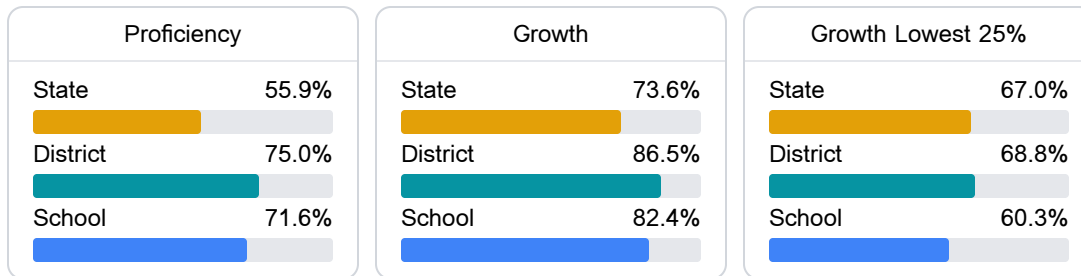 Proficiency
State 55.9%
District 75.0%
School 71.6%
Growth
State 73.6%
District 86.5%
School 82.4%
Growth Lowest 25%
State 67.0%
District 68.8%
School 60.3%